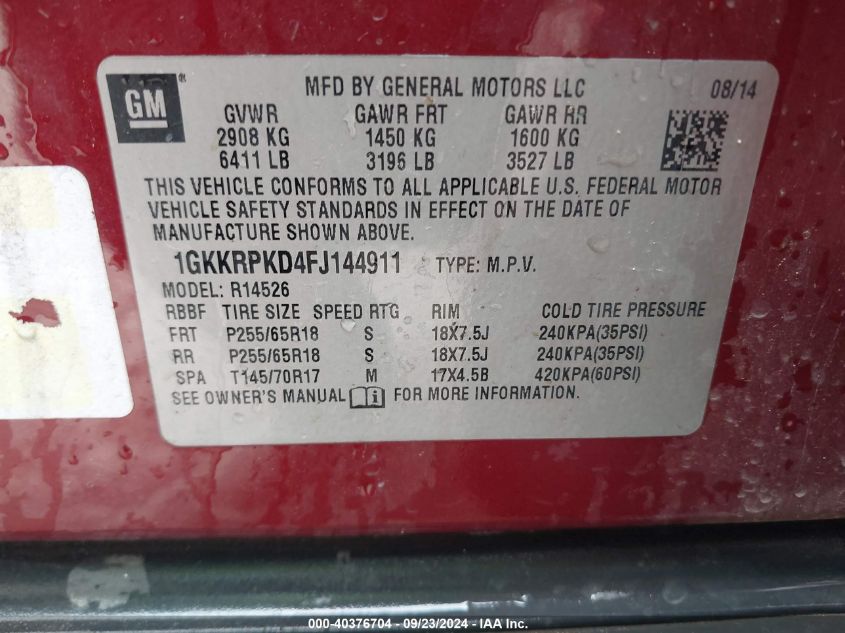 GM®
MFD BY GENERAL MOTORS LLC 08/14
GVWR GAWR FRT GAWR RR
2908 KG 1450 KG 1600 KG
6411 LB 3196 LB 3527 LB
THIS VEHICLE CONFORMS TO ALL APPLICABLE U.S. FEDERAL MOTOR
VEHICLE SAFETY STANDARDS IN EFFECT ON THE DATE OF
MANUFACTURE SHOWN ABOVE.
1GKKRPKD4FJ144911 TYPE: M.P.V.
MODEL: R14526
RBBF TIRE SIZE SPEED RTG RIM COLD TIRE PRESSURE
FRT P255/65R18 S 18X7.5J 240KPA(35PSI)
RR P255/65R18 S 18X7.5J 240KPA(35PSI)
SPA T145/70R17 M 17X4.5B 420KPA(60PSI)
SEE OWNER'S MANUAL i FOR MORE INFORMATION.
000-40376704 - 09/23/2024 - IAA Inc.